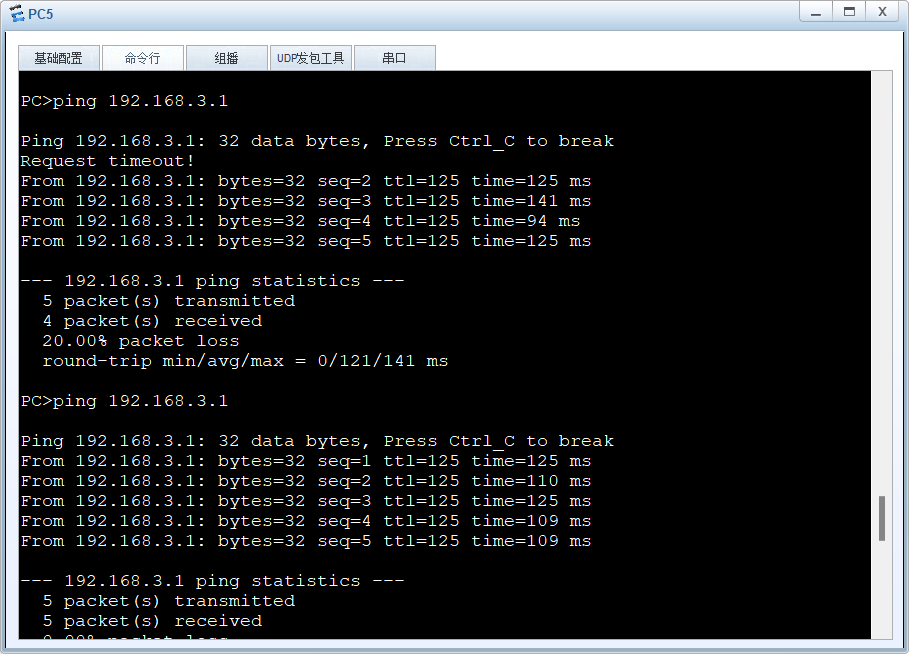 PC5
基础配置 命令行 组播 UDP发包工具 串口
PC>ping 192.168.3.1
Ping 192.168.3.1: 32 data bytes, Press Ctrl_C to break
Request timeout!
From 192.168.3.1: bytes=32 seq=2 ttl=125 time=125 ms
From 192.168.3.1: bytes=32 seq=3 ttl=125 time=141 ms
From 192.168.3.1: bytes=32 seq=4 ttl=125 time=94 ms
From 192.168.3.1: bytes=32 seq=5 ttl=125 time=125 ms
--- 192.168.3.1 ping statistics ---
5 packet(s) transmitted
4 packet(s) received
20.00% packet loss
round-trip min/avg/max = 0/121/141 ms
PC>ping 192.168.3.1
Ping 192.168.3.1: 32 data bytes, Press Ctrl_C to break
From 192.168.3.1: bytes=32 seq=1 ttl=125 time=125 ms
From 192.168.3.1: bytes=32 seq=2 ttl=125 time=110 ms
From 192.168.3.1: bytes=32 seq=3 ttl=125 time=125 ms
From 192.168.3.1: bytes=32 seq=4 ttl=125 time=109 ms
From 192.168.3.1: bytes=32 seq=5 ttl=125 time=109 ms
--- 192.168.3.1 ping statistics ---
5 packet(s) transmitted
5 packet(s) received
0.00% packet loss